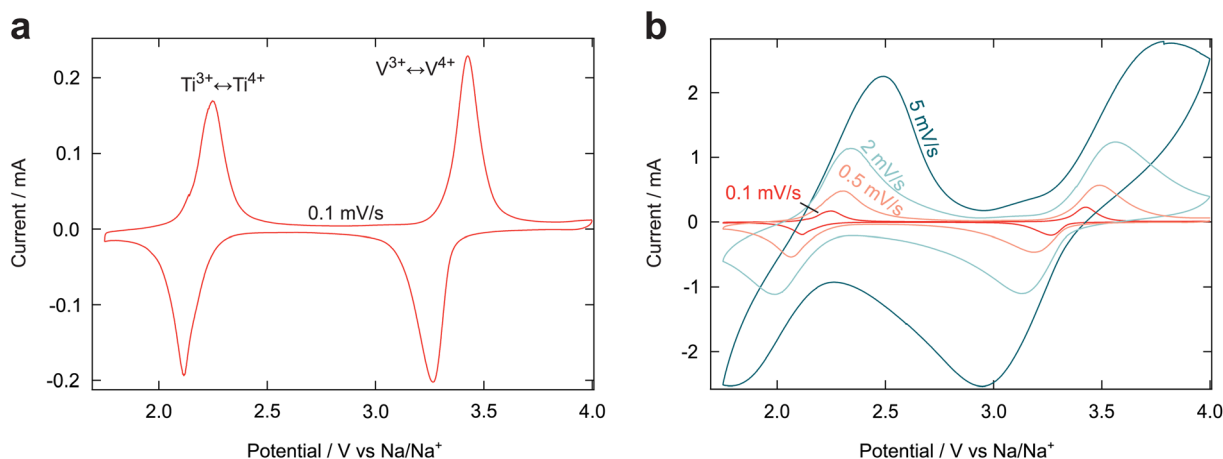 a
Ti³⁺↔Ti⁴⁺
V³⁺↔V⁴⁺
0.1 mV/s
0.2
0.1
0.0
-0.1
-0.2
Current / mA
2.0 2.5 3.0 3.5 4.0
Potential / V vs Na/Na⁺
b
5 mV/s
2 mV/s
0.5 mV/s
0.1 mV/s
2
1
0
-1
-2
Current / mA
2.0 2.5 3.0 3.5 4.0
Potential / V vs Na/Na⁺